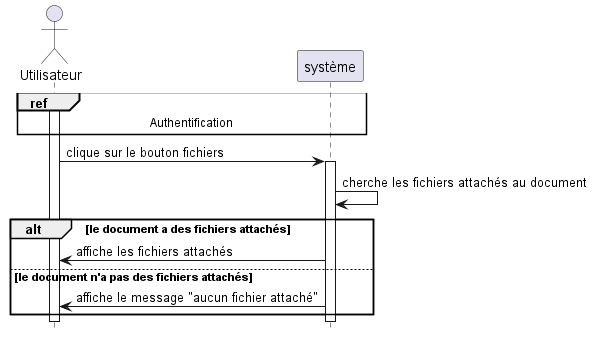 Utilisateur
système
ref
Authentification
clique sur le bouton fichiers
cherche les fichiers attachés au document
alt [le document a des fichiers attachés]
affiche les fichiers attachés
[le document n'a pas des fichiers attachés]
affiche le message "aucun fichier attaché"